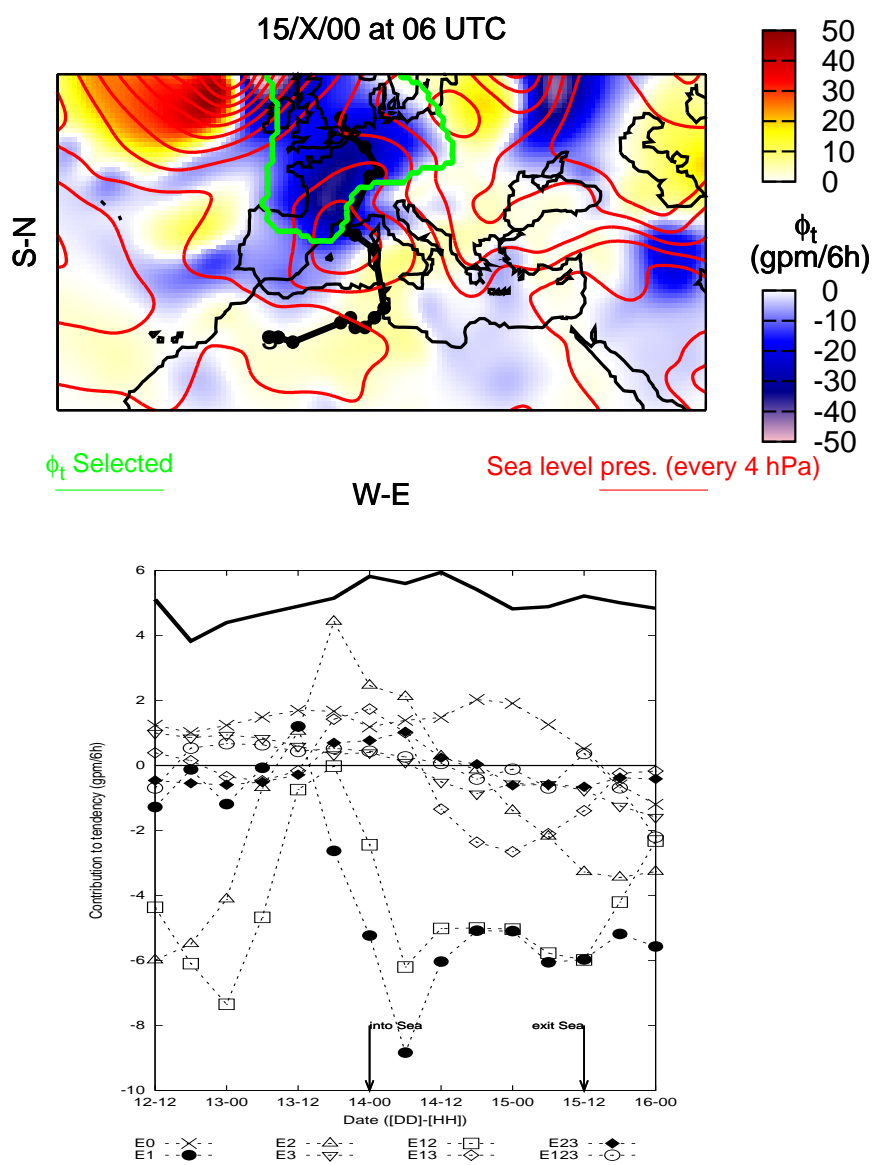 15/X/00 at 06 UTC
50
40
30
20
10
0
ϕt
(gpm/6h)
0
-10
-20
-30
-40
-50
S-N
ϕt Selected
Sea level pres. (every 4 hPa)
W-E
6
4
2
0
-2
-4
-6
-8
-10
Contribution to tendency (gpm/6h)
into Sea
exit Sea
12-12 13-00 13-12 14-00 14-12 15-00 15-12 16-00
Date ([DD]-[HH])
E0 E2 E12 E23
E1 E3 E13 E123